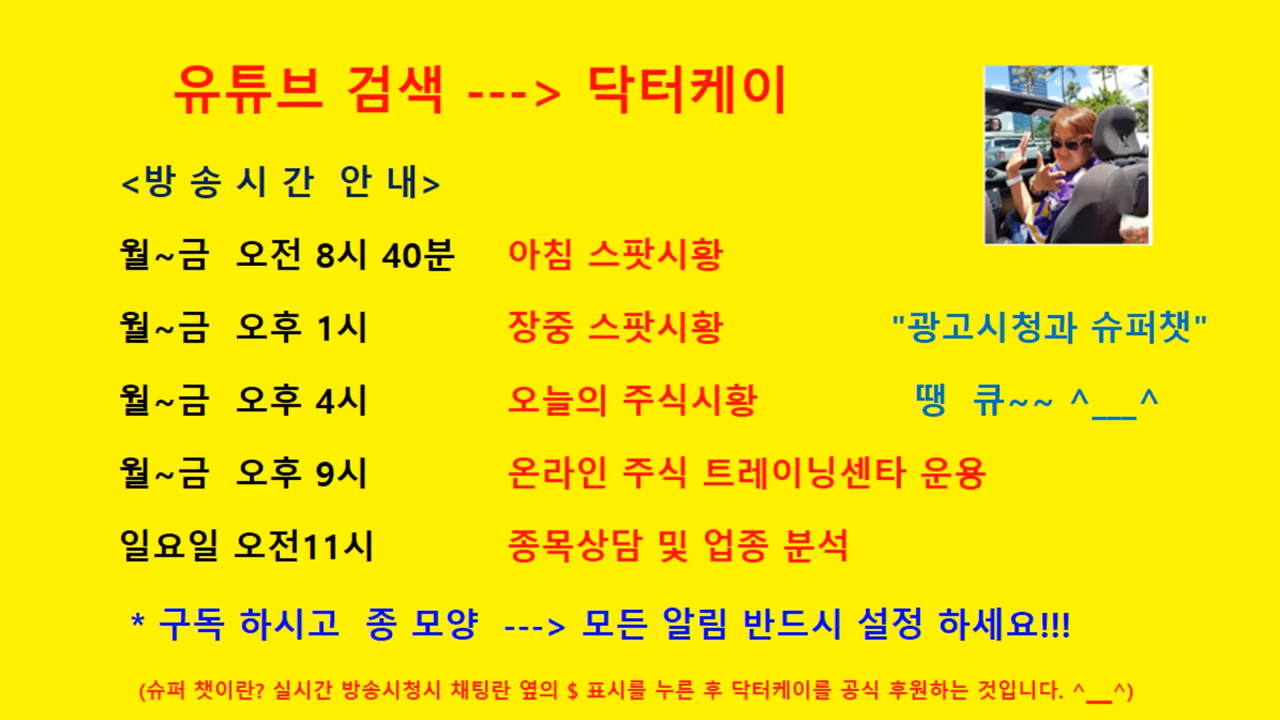 유튜브 검색 ---> 닥터케이
<방 송 시 간 안 내>
월~금 오전 8시 40분 아침 스팟시황
월~금 오후 1시 장중 스팟시황 "광고시청과 슈퍼챗"
월~금 오후 4시 오늘의 주식시황 땡 큐~~ ^___^
월~금 오후 9시 온라인 주식 트레이닝센타 운용
일요일 오전11시 종목상담 및 업종 분석
* 구독 하시고 종 모양 ---> 모든 알림 반드시 설정 하세요!!!
(슈퍼 챗이란? 실시간 방송시청시 채팅란 옆의 $ 표시를 누른 후 닥터케이를 공식 후원하는 것입니다. ^__^)